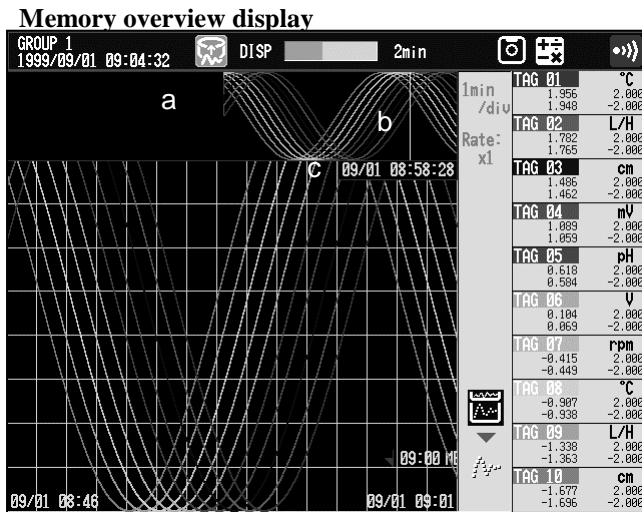 Memory overview display
GROUP 1
1999/09/01 09:04:32
DISP
2min
a
b
c
09/01 08:58:28
09:00 ME
09/01 08:46
09/01 09:01
1min
/div
Rate:
x1
TAG 01 °C
1.956 2.000
1.948 -2.000
TAG 02 L/H
1.782 2.000
1.765 -2.000
TAG 03 cm
1.486 2.000
1.462 -2.000
TAG 04 mV
1.089 2.000
1.059 -2.000
TAG 05 pH
0.618 2.000
0.584 -2.000
TAG 06 V
0.104 2.000
0.069 -2.000
TAG 07 rpm
-0.415 2.000
-0.449 -2.000
TAG 08 °C
-0.907 2.000
-0.938 -2.000
TAG 09 L/H
-1.338 2.000
-1.363 -2.000
TAG 10 cm
-1.677 2.000
-1.696 -2.000